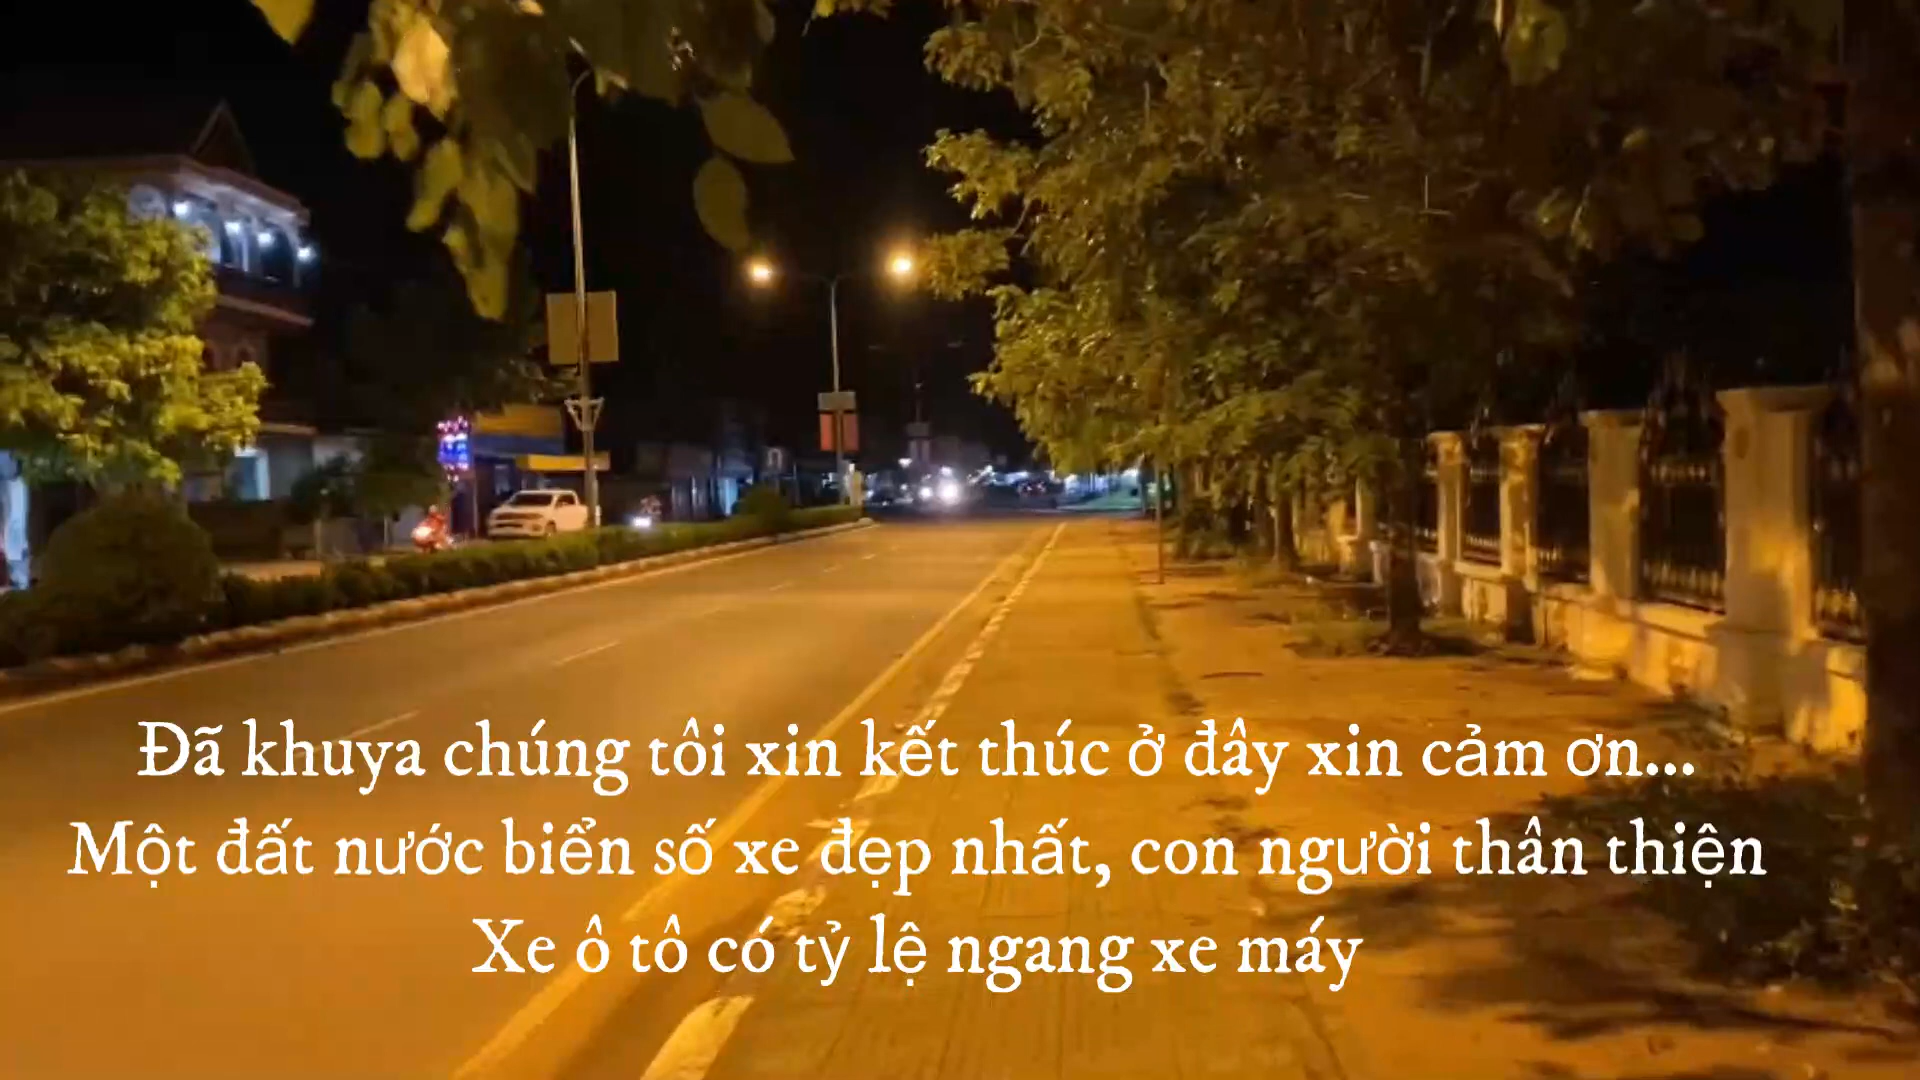 Đã khuya chúng tôi xin kết thúc ở đây xin cảm ơn...
Một đất nước biển số xe đẹp nhất, con người thân thiện
Xe ô tô có tỷ lệ ngang xe máy